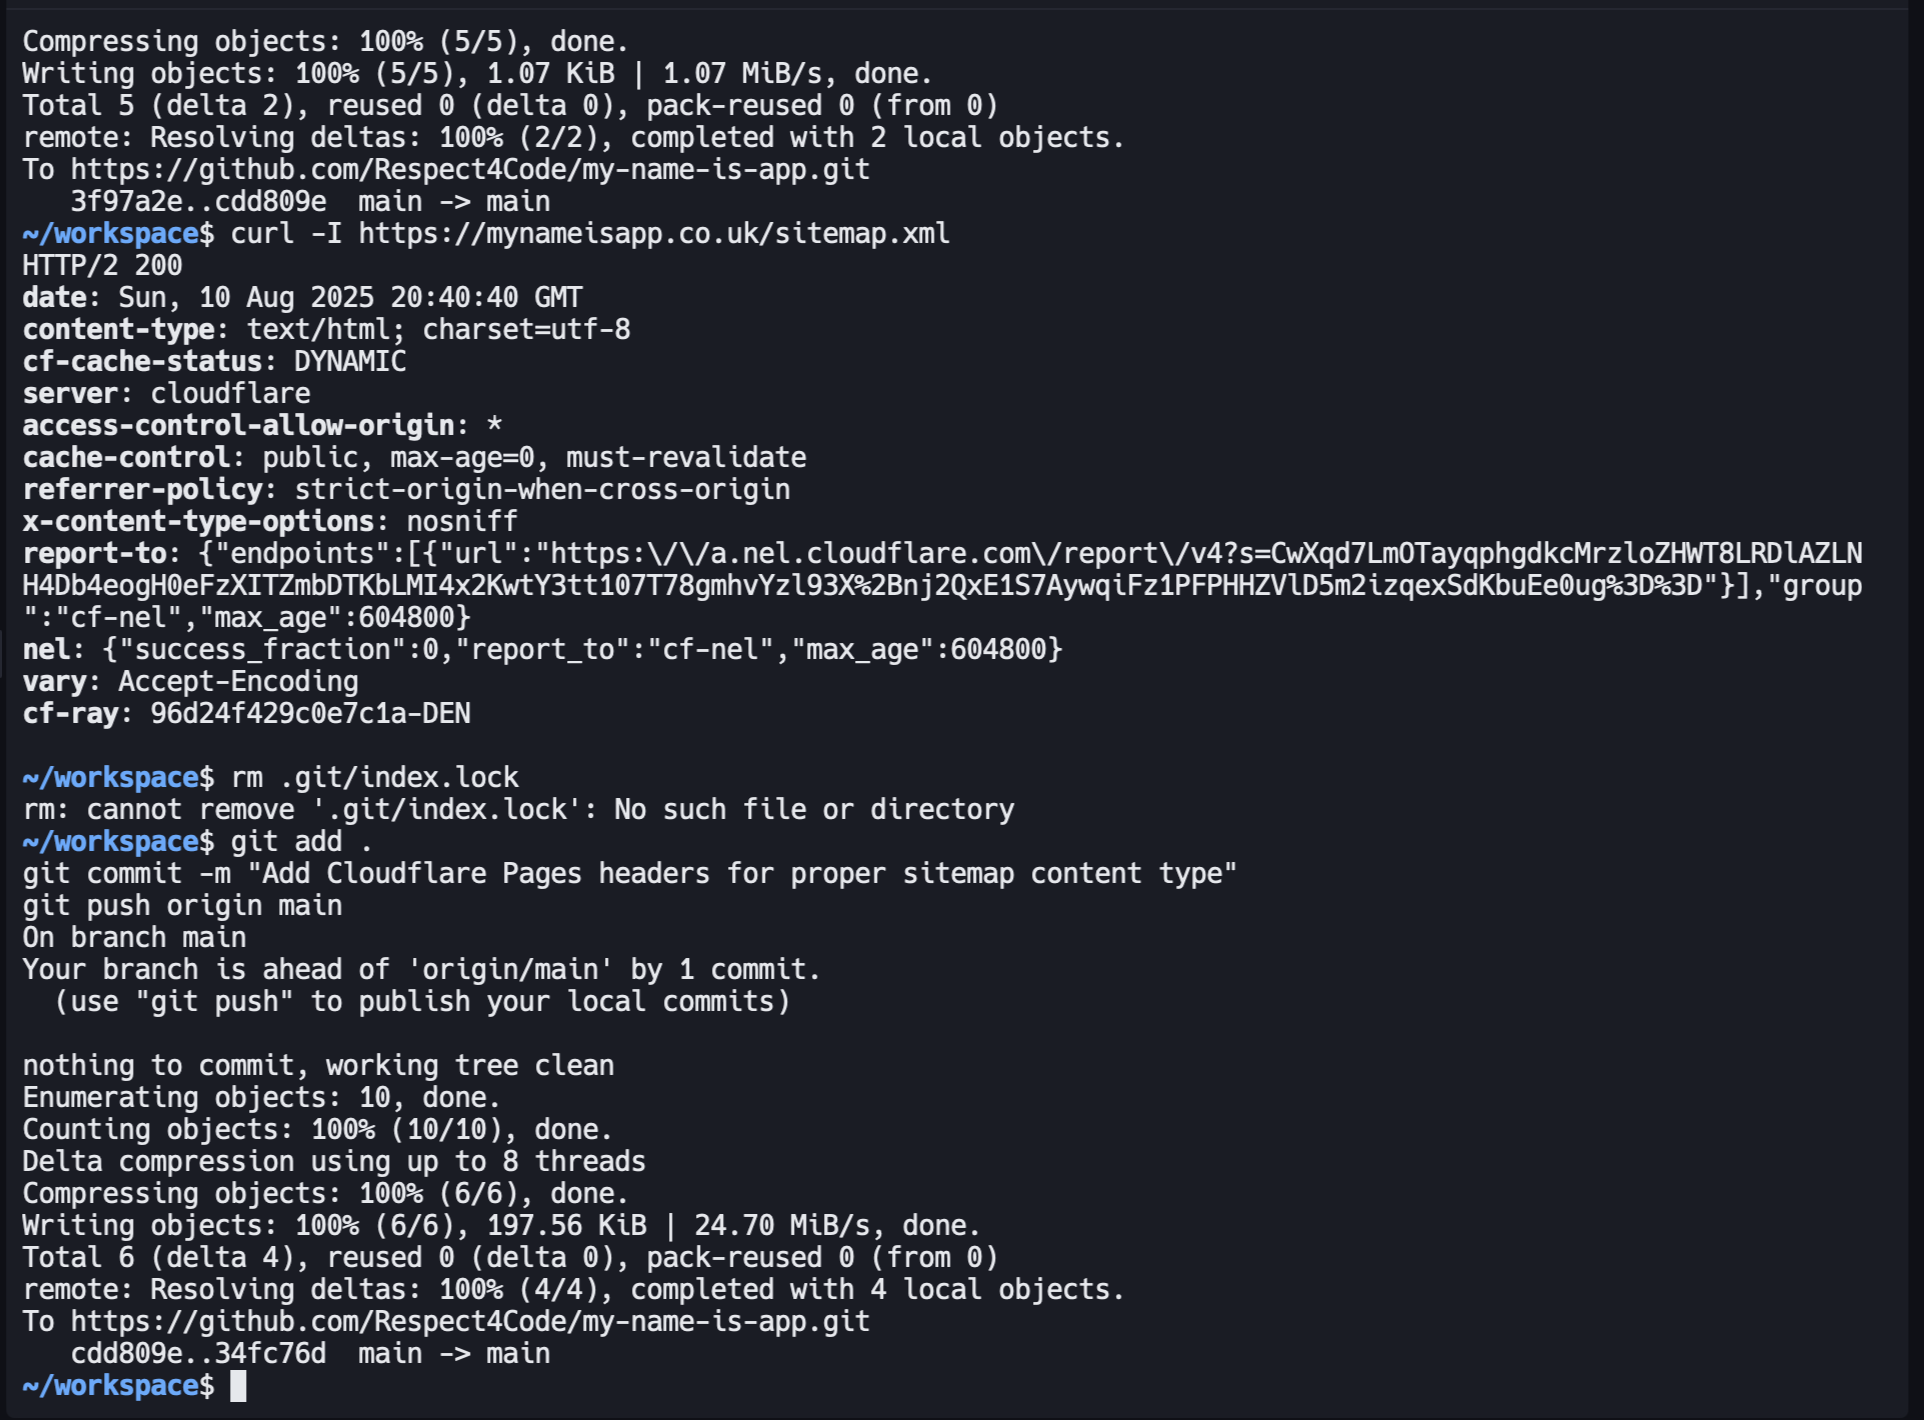 Compressing objects: 100% (5/5), done.
Writing objects: 100% (5/5), 1.07 KiB | 1.07 MiB/s, done.
Total 5 (delta 2), reused 0 (delta 0), pack-reused 0 (from 0)
remote: Resolving deltas: 100% (2/2), completed with 2 local objects.
To https://github.com/Respect4Code/my-name-is-app.git
   3f97a2e..cdd809e  main -> main
~/workspace$ curl -I https://mynameisapp.co.uk/sitemap.xml
HTTP/2 200
date: Sun, 10 Aug 2025 20:40:40 GMT
content-type: text/html; charset=utf-8
cf-cache-status: DYNAMIC
server: cloudflare
access-control-allow-origin: *
cache-control: public, max-age=0, must-revalidate
referrer-policy: strict-origin-when-cross-origin
x-content-type-options: nosniff
report-to: {"endpoints":[{"url":"https:\/\/a.nel.cloudflare.com\/report\/v4?s=CwXqd7LmOTayqphgdkcMrzloZHWT8LRDlAZLN
H4Db4eogH0eFzXITZmbDTKbLMI4x2KwtY3tt107T78gmhvYzl93X%2Bnj2QxE1S7AywqiFz1PFPHHZVlD5m2izqexSdKbuEe0ug%3D%3D"}],"group
":"cf-nel","max_age":604800}
nel: {"success_fraction":0,"report_to":"cf-nel","max_age":604800}
vary: Accept-Encoding
cf-ray: 96d24f429c0e7c1a-DEN
~/workspace$ rm .git/index.lock
rm: cannot remove '.git/index.lock': No such file or directory
~/workspace$ git add .
git commit -m "Add Cloudflare Pages headers for proper sitemap content type"
git push origin main
On branch main
Your branch is ahead of 'origin/main' by 1 commit.
  (use "git push" to publish your local commits)
nothing to commit, working tree clean
Enumerating objects: 10, done.
Counting objects: 100% (10/10), done.
Delta compression using up to 8 threads
Compressing objects: 100% (6/6), done.
Writing objects: 100% (6/6), 197.56 KiB | 24.70 MiB/s, done.
Total 6 (delta 4), reused 0 (delta 0), pack-reused 0 (from 0)
remote: Resolving deltas: 100% (4/4), completed with 4 local objects.
To https://github.com/Respect4Code/my-name-is-app.git
   cdd809e..34fc76d  main -> main
~/workspace$